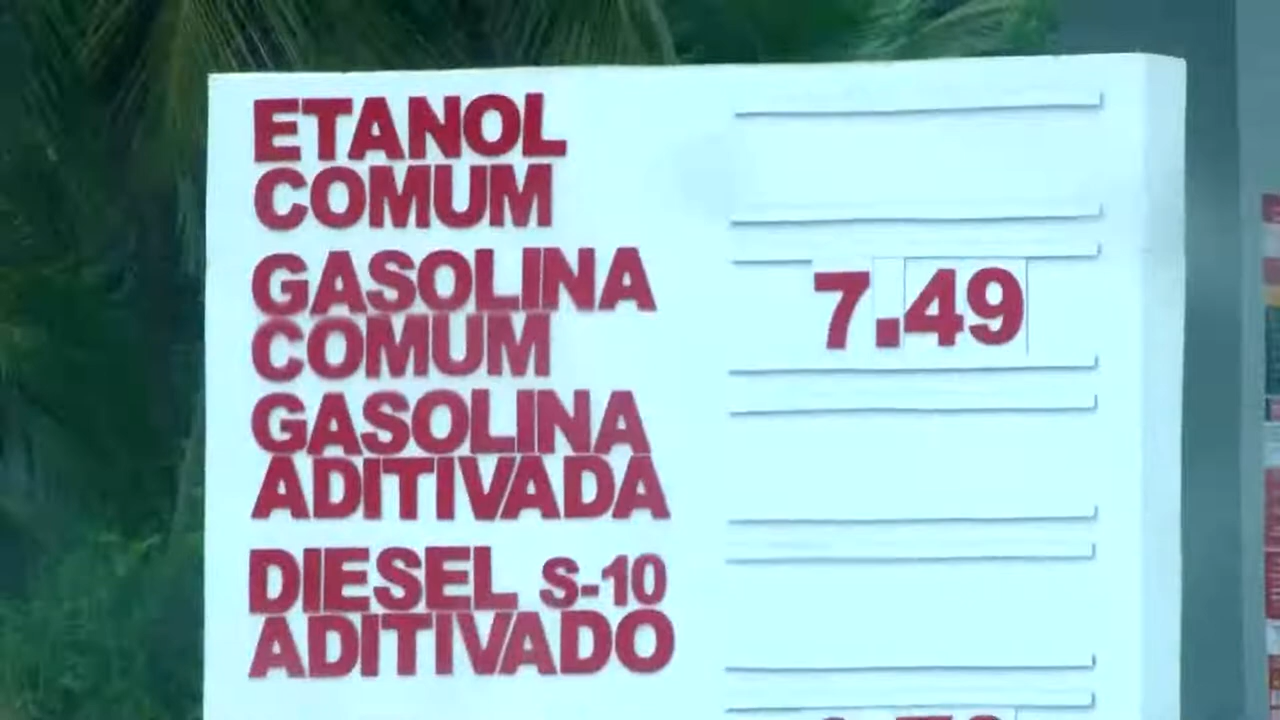 ETANOL
COMUM
GASOLINA
COMUM
7.49
GASOLINA
ADITIVADA
DIESEL S-10
ADITIVADO